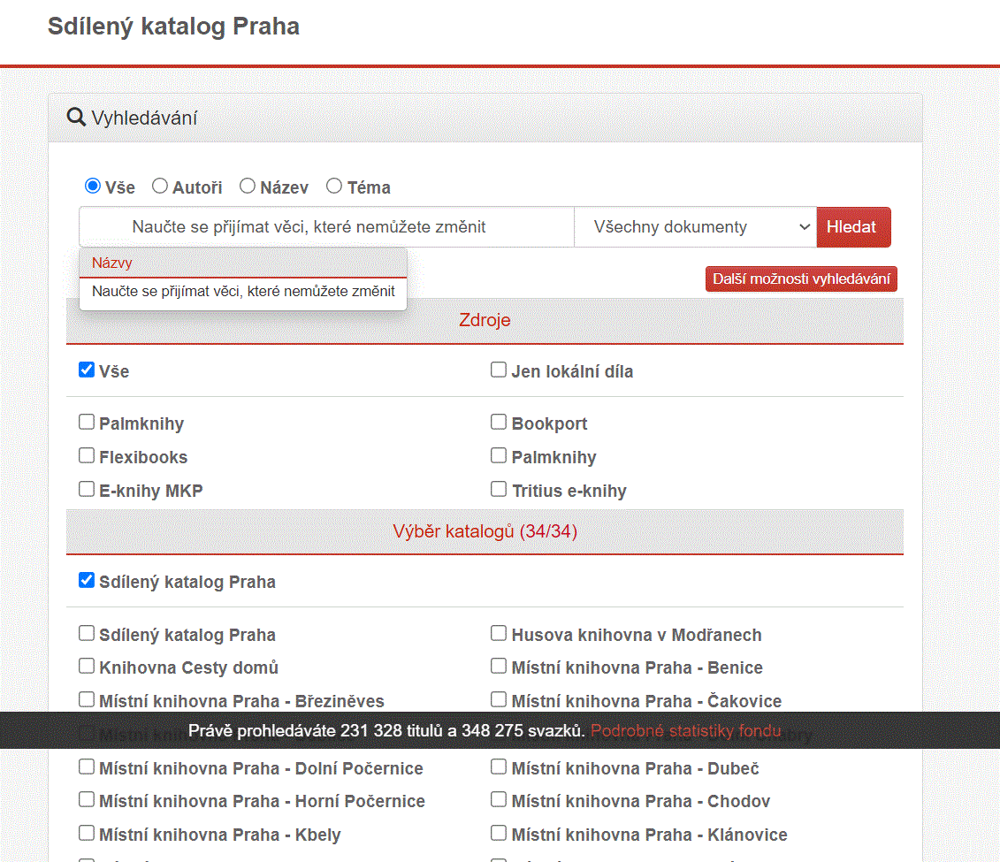 Sdílený katalog Praha
Vyhledávání
Vše Autoři Název Téma
Naučte se přijímat věci, které nemůžete změnit Všechny dokumenty Hledat
Názvy
Naučte se přijímat věci, které nemůžete změnit
Další možnosti vyhledávání
Zdroje
Vše Jen lokální díla
Palmknihy Bookport
Flexibooks Palmknihy
E-knihy MKP Tritius e-knihy
Výběr katalogů (34/34)
Sdílený katalog Praha
Sdílený katalog Praha Husova knihovna v Modřanech
Knihovna Cesty domů Místní knihovna Praha - Benice
Místní knihovna Praha - Březiněves Místní knihovna Praha - Čakovice
Právě prohledáváte 231 328 titulů a 348 275 svazků. Podrobné statistiky fondu
Místní knihovna Praha - Dolní Počernice Místní knihovna Praha - Dubeč
Místní knihovna Praha - Horní Počernice Místní knihovna Praha - Chodov
Místní knihovna Praha - Kbely Místní knihovna Praha - Klánovice